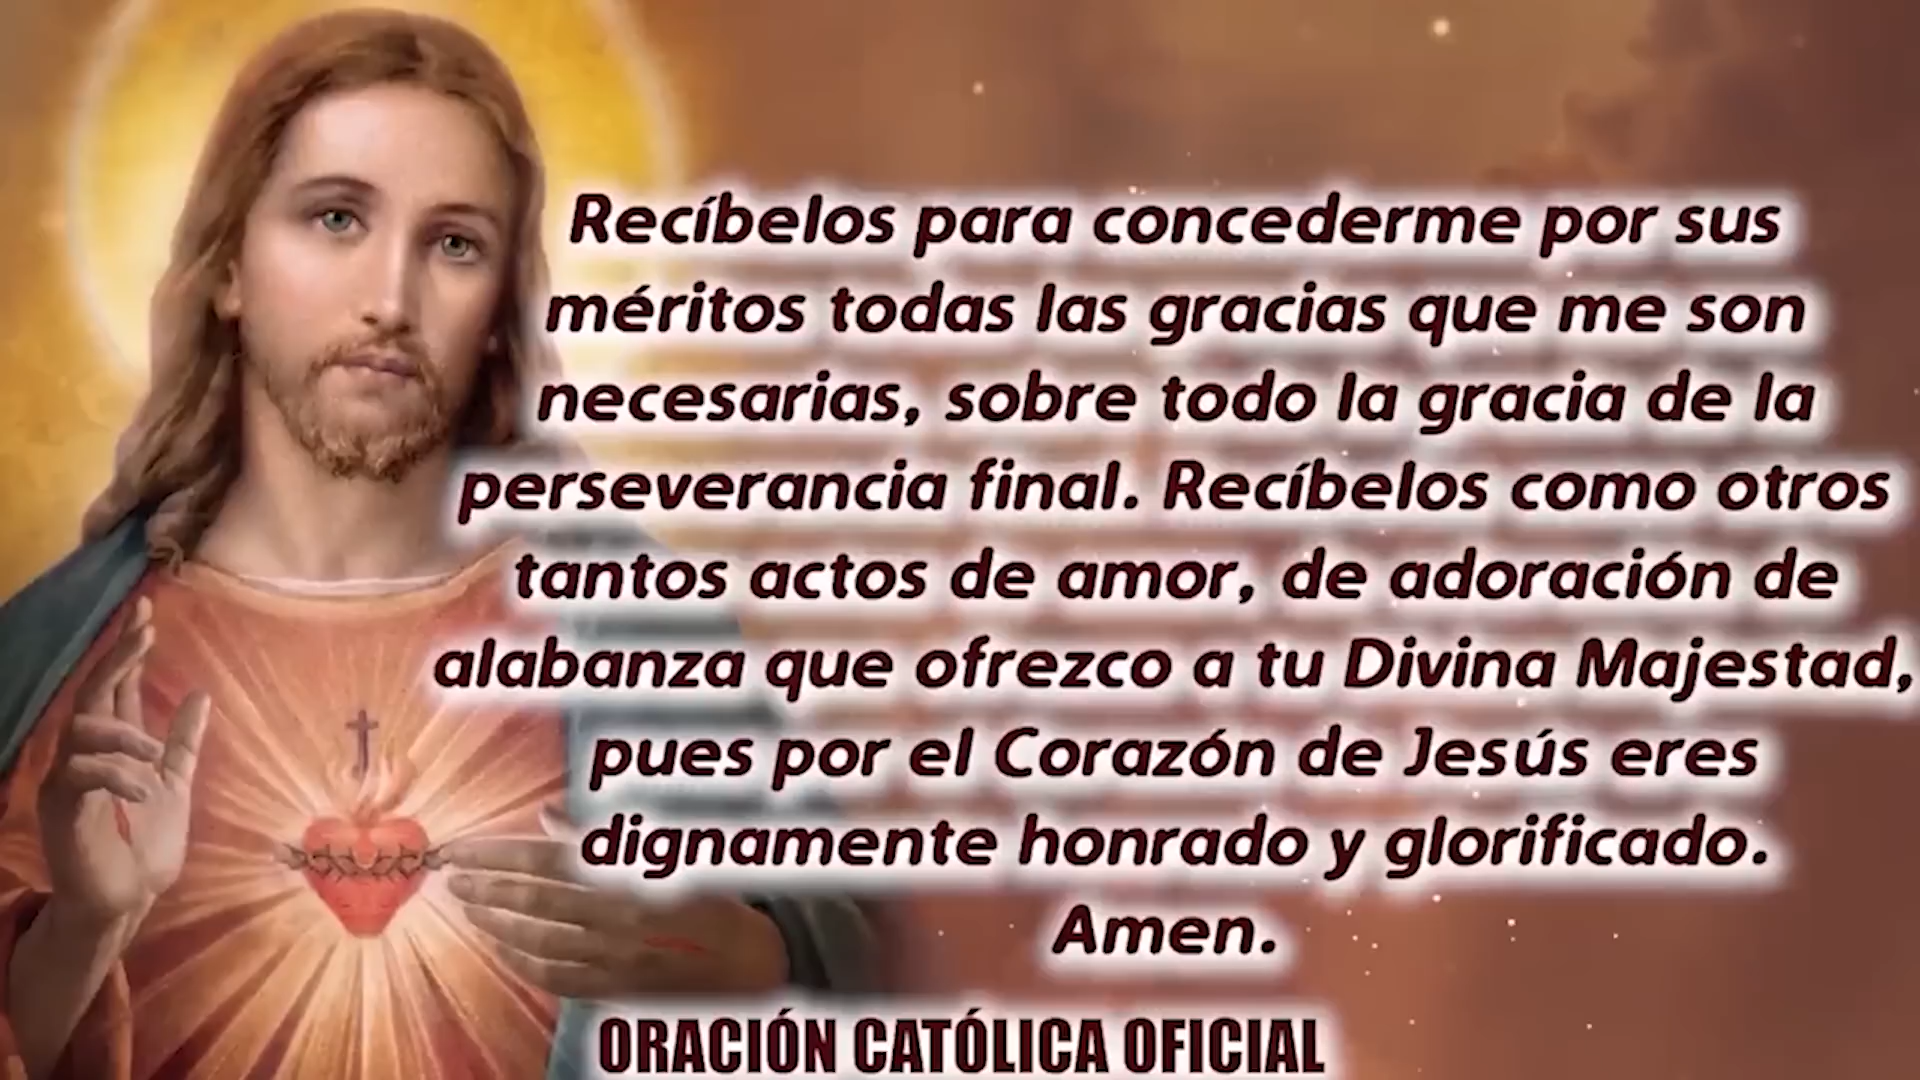 Recíbelos para concederme por sus
méritos todas las gracias que me son
necesarias, sobre todo la gracia de la
perseverancia final. Recíbelos como otros
tantos actos de amor, de adoración de
alabanza que ofrezco a tu Divina Majestad,
pues por el Corazón de Jesús eres
dignamente honrado y glorificado.
Amen.
ORACIÓN CATÓLICA OFICIAL